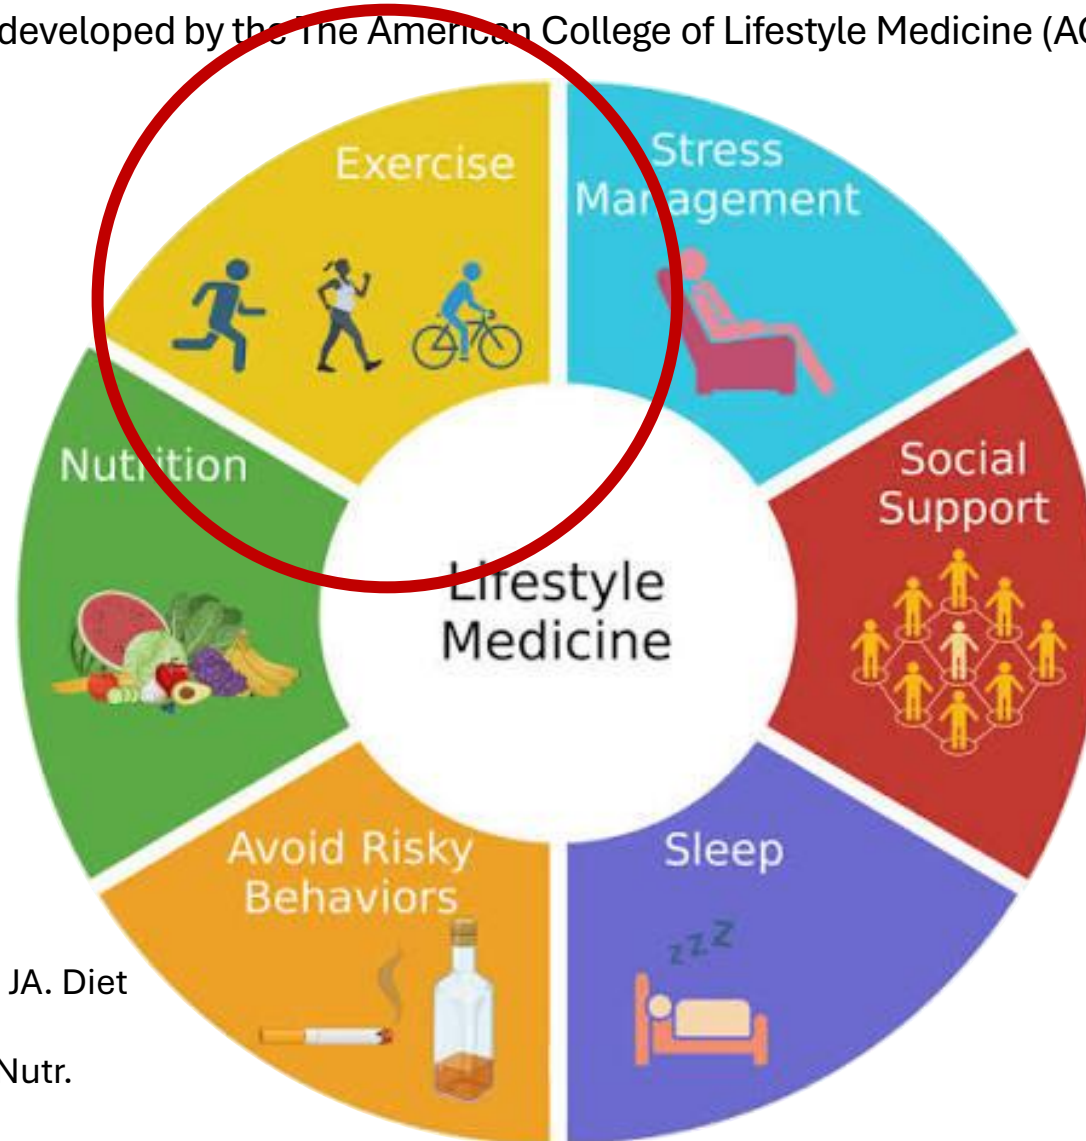 developed by the The American College of Lifestyle Medicine (AC
Exercise
Stress
Management
Nutrition
Social
Support
Lifestyle
Medicine
Avoid Risky
Behaviors
Sleep
zzz
JA. Diet
Nutr.